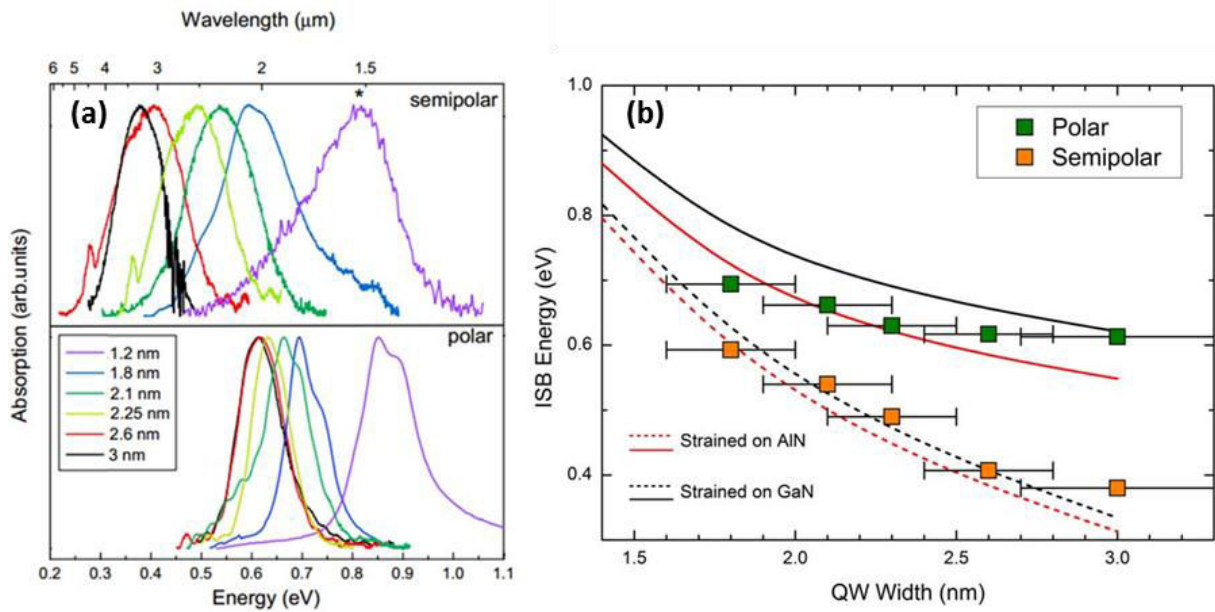 Wavelength (μm)
6 5 4 3 2 1.5
(a)
*
semipolar
polar
Absorption (arb.units)
1.2 nm
1.8 nm
2.1 nm
2.25 nm
2.6 nm
3 nm
0.2 0.3 0.4 0.5 0.6 0.7 0.8 0.9 1.0 1.1
Energy (eV)
(b)
Polar
Semipolar
1.0
0.8
0.6
0.4
ISB Energy (eV)
Strained on AlN
Strained on GaN
1.5 2.0 2.5 3.0
QW Width (nm)